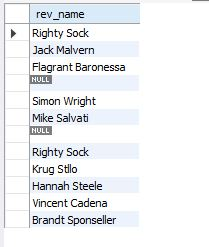 rev_name
Righty Sock
Jack Malvern
Flagrant Baronessa
NULL
Simon Wright
Mike Salvati
NULL
Righty Sock
Krug Stllo
Hannah Steele
Vincent Cadena
Brandt Sponseller